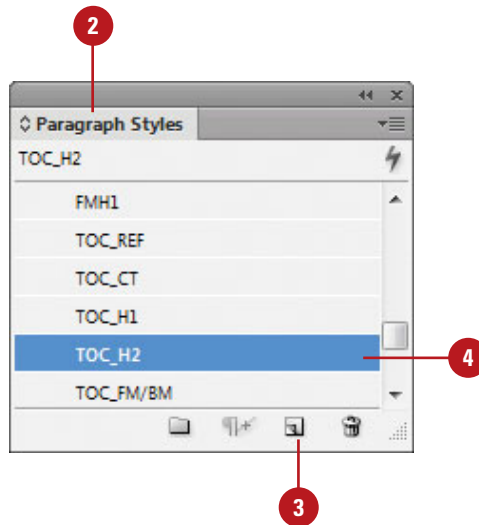 2
Paragraph Styles
TOC_H2
FMH1
TOC_REF
TOC_CT
TOC_H1
TOC_H2
4
TOC_FM/BM
3